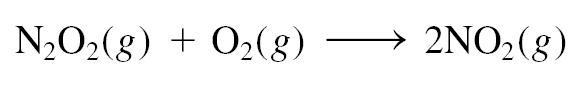 N₂O₂(g) + O₂(g) ⟶ 2NO₂(g)